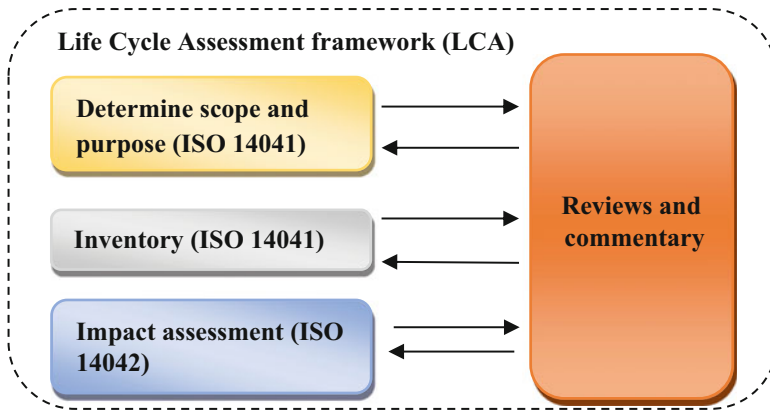 Life Cycle Assessment framework (LCA)
Determine scope and
purpose (ISO 14041)
Inventory (ISO 14041)
Impact assessment (ISO
14042)
Reviews and
commentary